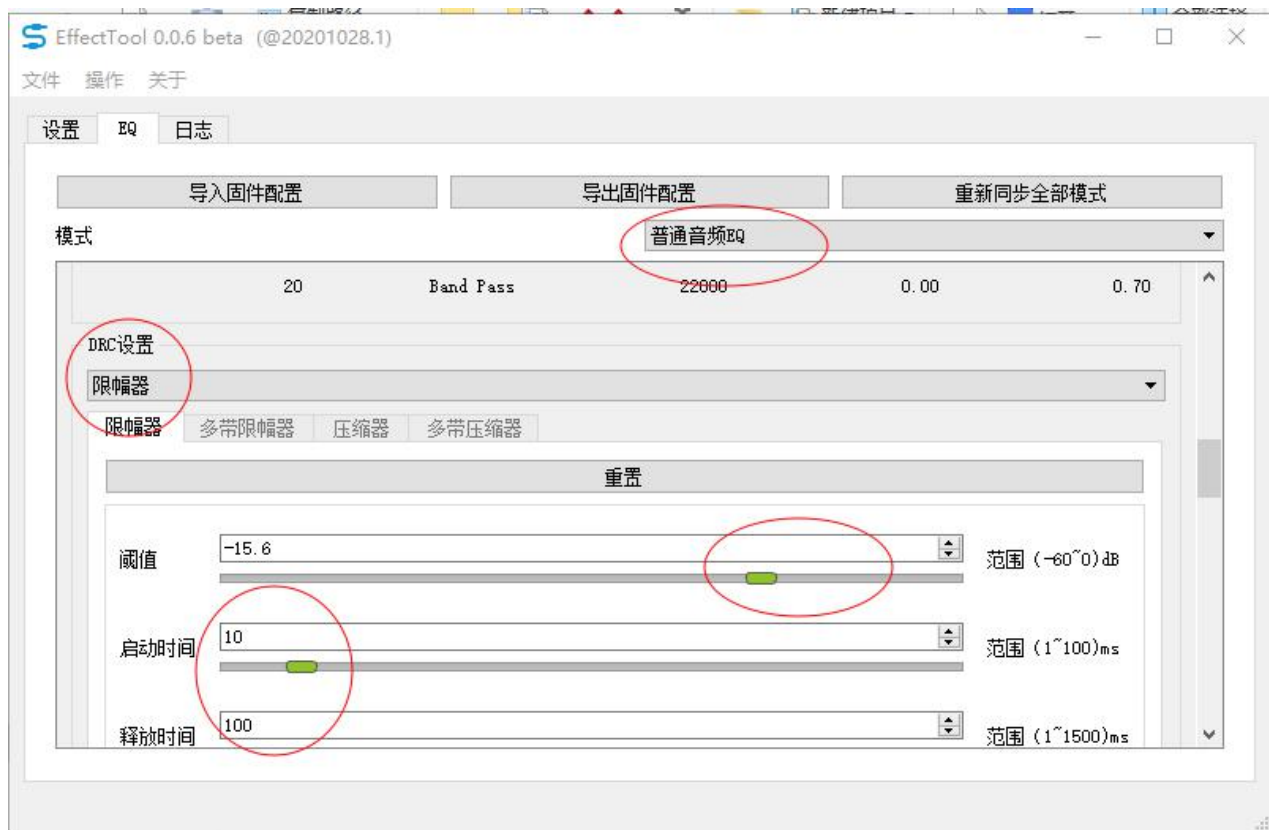 EffectTool 0.0.6 beta (@20201028.1)
文件 操作 关于
设置 EQ 日志
导入固件配置 导出固件配置 重新同步全部模式
模式 普通音频EQ
20 Band Pass 22000 0.00 0.70
DRC设置
限幅器
限幅器 多带限幅器 压缩器 多带压缩器
重置
阈值 -15.6 范围 (-60~0)dB
启动时间 10 范围 (1~100)ms
释放时间 100 范围 (1~1500)ms